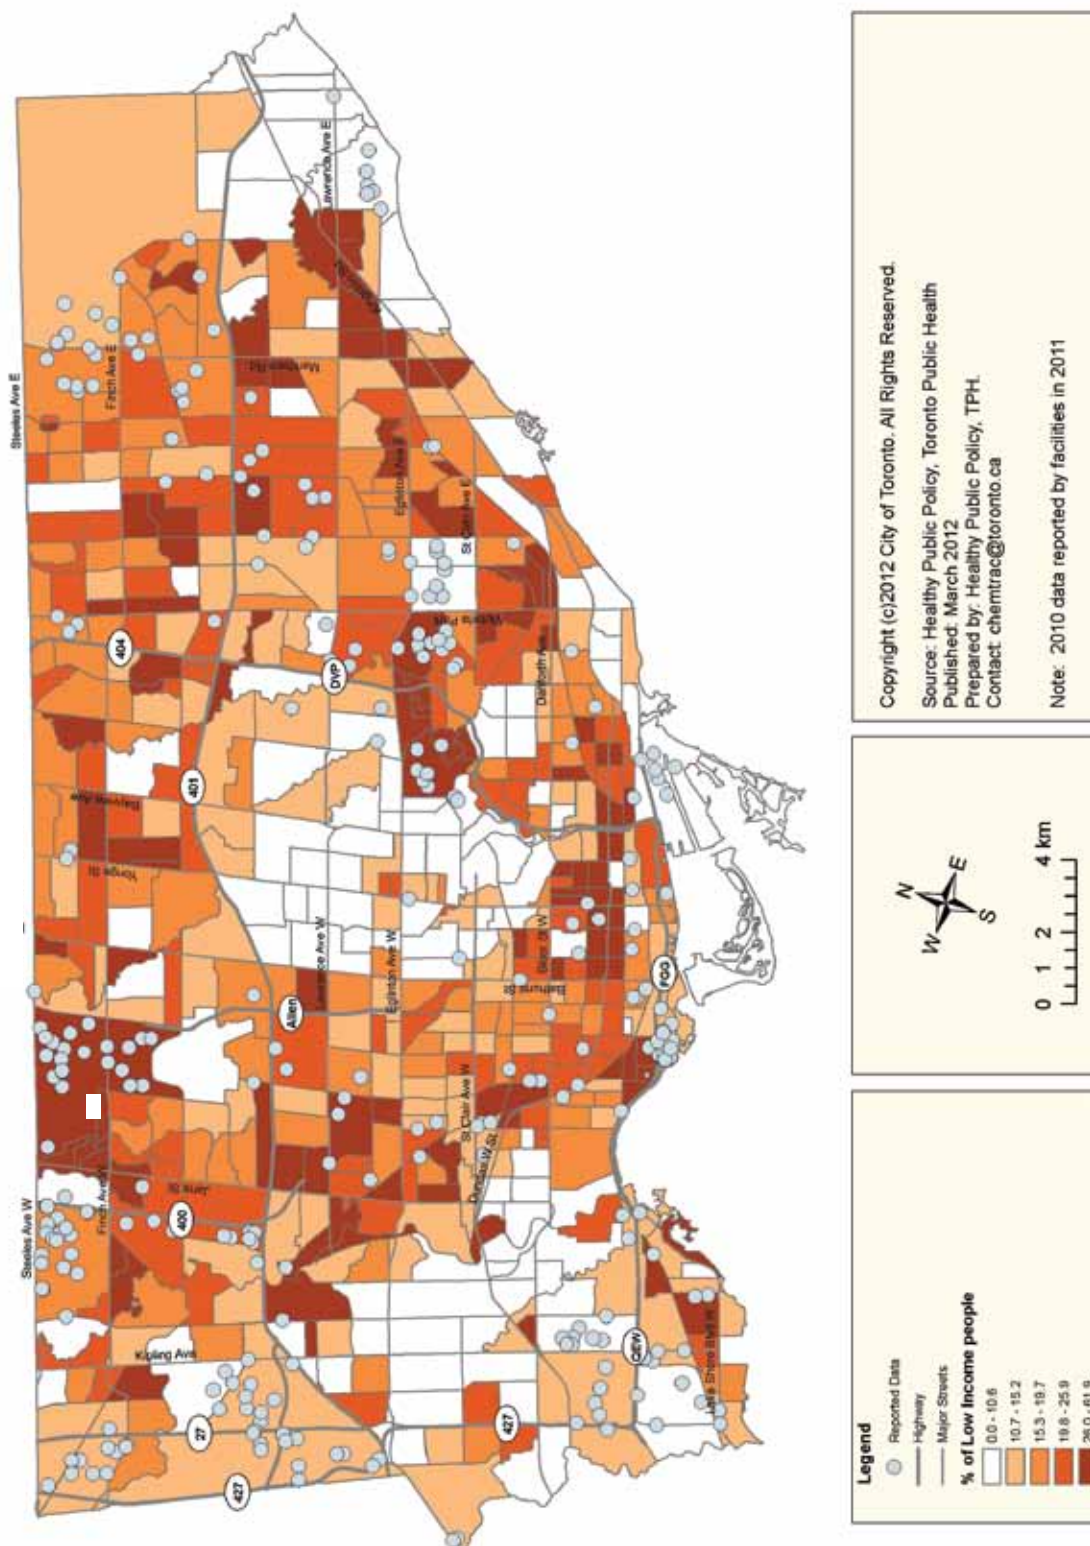 Steeles Ave E
Steeles Ave W
Finch Ave E
Finch Ave W
Lawrence Ave E
Markham Rd
Eglinton Ave E
St Clair Ave E
Victoria Park
Danforth Ave
404
DVP
401
Bayview Ave
Yonge St
Allen
Eglinton Ave W
Bloor St W
Bathurst St
FGG
St Clair Ave W
Dundas W St
Jane St
400
Kipling Ave
27
427
427
QEW
Lake Shore Blvd W
Legend
Reported Data
Highway
Major Streets
% of Low Income people
0.0 - 10.6
10.7 - 15.2
15.3 - 19.7
19.8 - 25.9
26.0 - 61.9
N
E
S
W
0 1 2 4 km
Copyright (c)2012 City of Toronto. All Rights Reserved.
Source: Healthy Public Policy, Toronto Public Health
Published: March 2012
Prepared by: Healthy Public Policy, TPH.
Contact: chemtrac@toronto.ca
Note: 2010 data reported by facilities in 2011